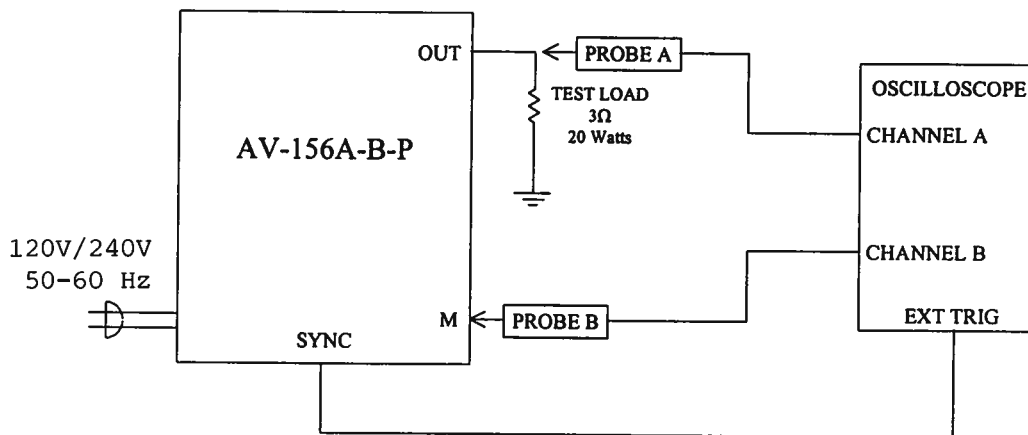 OUT
PROBE A
TEST LOAD
3Ω
20 Watts
OSCILLOSCOPE
CHANNEL A
AV-156A-B-P
120V/240V
50-60 Hz
CHANNEL B
M
PROBE B
SYNC
EXT TRIG